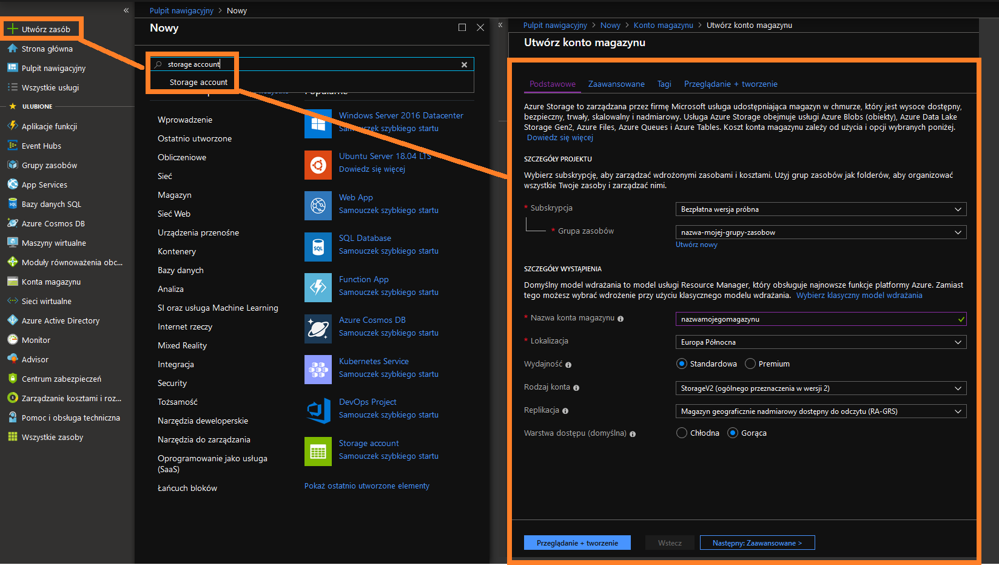 Utwórz zasób
Strona główna
Pulpit nawigacyjny
Wszystkie usługi
ULUBIONE
Aplikacje funkcji
Event Hubs
Grupy zasobów
App Services
Bazy danych SQL
Azure Cosmos DB
Maszyny wirtualne
Moduły równoważenia obc...
Konta magazynu
Sieci wirtualne
Azure Active Directory
Monitor
Advisor
Centrum zabezpieczeń
Zarządzanie kosztami i roz...
Pomoc i obsługa techniczna
Wszystkie zasoby
Pulpit nawigacyjny > Nowy
Nowy
storage account
Storage account
Wprowadzenie
Ostatnio utworzone
Obliczeniowe
Sieć
Magazyn
Sieć Web
Urządzenia przenośne
Kontenery
Bazy danych
Analiza
SI oraz usługa Machine Learning
Internet rzeczy
Mixed Reality
Integracja
Security
Tożsamość
Narzędzia deweloperskie
Narzędzia do zarządzania
Oprogramowanie jako usługa
(SaaS)
Łańcuch bloków
Popularne
Windows Server 2016 Datacenter
Samouczek szybkiego startu
Ubuntu Server 18.04 LTS
Dowiedz się więcej
Web App
Samouczek szybkiego startu
SQL
SQL Database
Samouczek szybkiego startu
Function App
Samouczek szybkiego startu
Azure Cosmos DB
Samouczek szybkiego startu
Kubernetes Service
Samouczek szybkiego startu
DevOps Project
Samouczek szybkiego startu
Storage account
Samouczek szybkiego startu
Pokaż ostatnio utworzone elementy
Pulpit nawigacyjny > Nowy > Konto magazynu > Utwórz konto magazynu
Utwórz konto magazynu
Podstawowe Zaawansowane Tagi Przeglądanie + tworzenie
Azure Storage to zarządzana przez firmę Microsoft usługa udostępniająca magazyn w chmurze, który jest wysoce dostępny,
bezpieczny, trwały, skalowalny i nadmiarowy. Usługa Azure Storage obejmuje usługi Azure Blobs (obiekty), Azure Data Lake
Storage Gen2, Azure Files, Azure Queues i Azure Tables. Koszt konta magazynu zależy od użycia i opcji wybranych poniżej.
Dowiedz się więcej
SZCZEGÓŁY PROJEKTU
Wybierz subskrypcję, aby zarządzać wdrożonymi zasobami i kosztami. Użyj grup zasobów jak folderów, aby organizować
wszystkie Twoje zasoby i zarządzać nimi.
* Subskrypcja Bezpłatna wersja próbna
* Grupa zasobów nazwa-mojej-grupy-zasobow
Utwórz nowy
SZCZEGÓŁY WYSTĄPIENIA
Domyślny model wdrażania to model usługi Resource Manager, który obsługuje najnowsze funkcje platformy Azure. Zamiast
tego możesz wybrać wdrożenie przy użyciu klasycznego modelu wdrażania. Wybierz klasyczny model wdrażania
* Nazwa konta magazynu nazwamojegomagazynu
* Lokalizacja Europa Północna
Wydajność Standardowa Premium
Rodzaj konta StorageV2 (ogólnego przeznaczenia w wersji 2)
Replikacja Magazyn geograficznie nadmiarowy dostępny do odczytu (RA-GRS)
Warstwa dostępu (domyślna) Chłodna Gorąca
Przeglądanie + tworzenie Wstecz Następny: Zaawansowane >